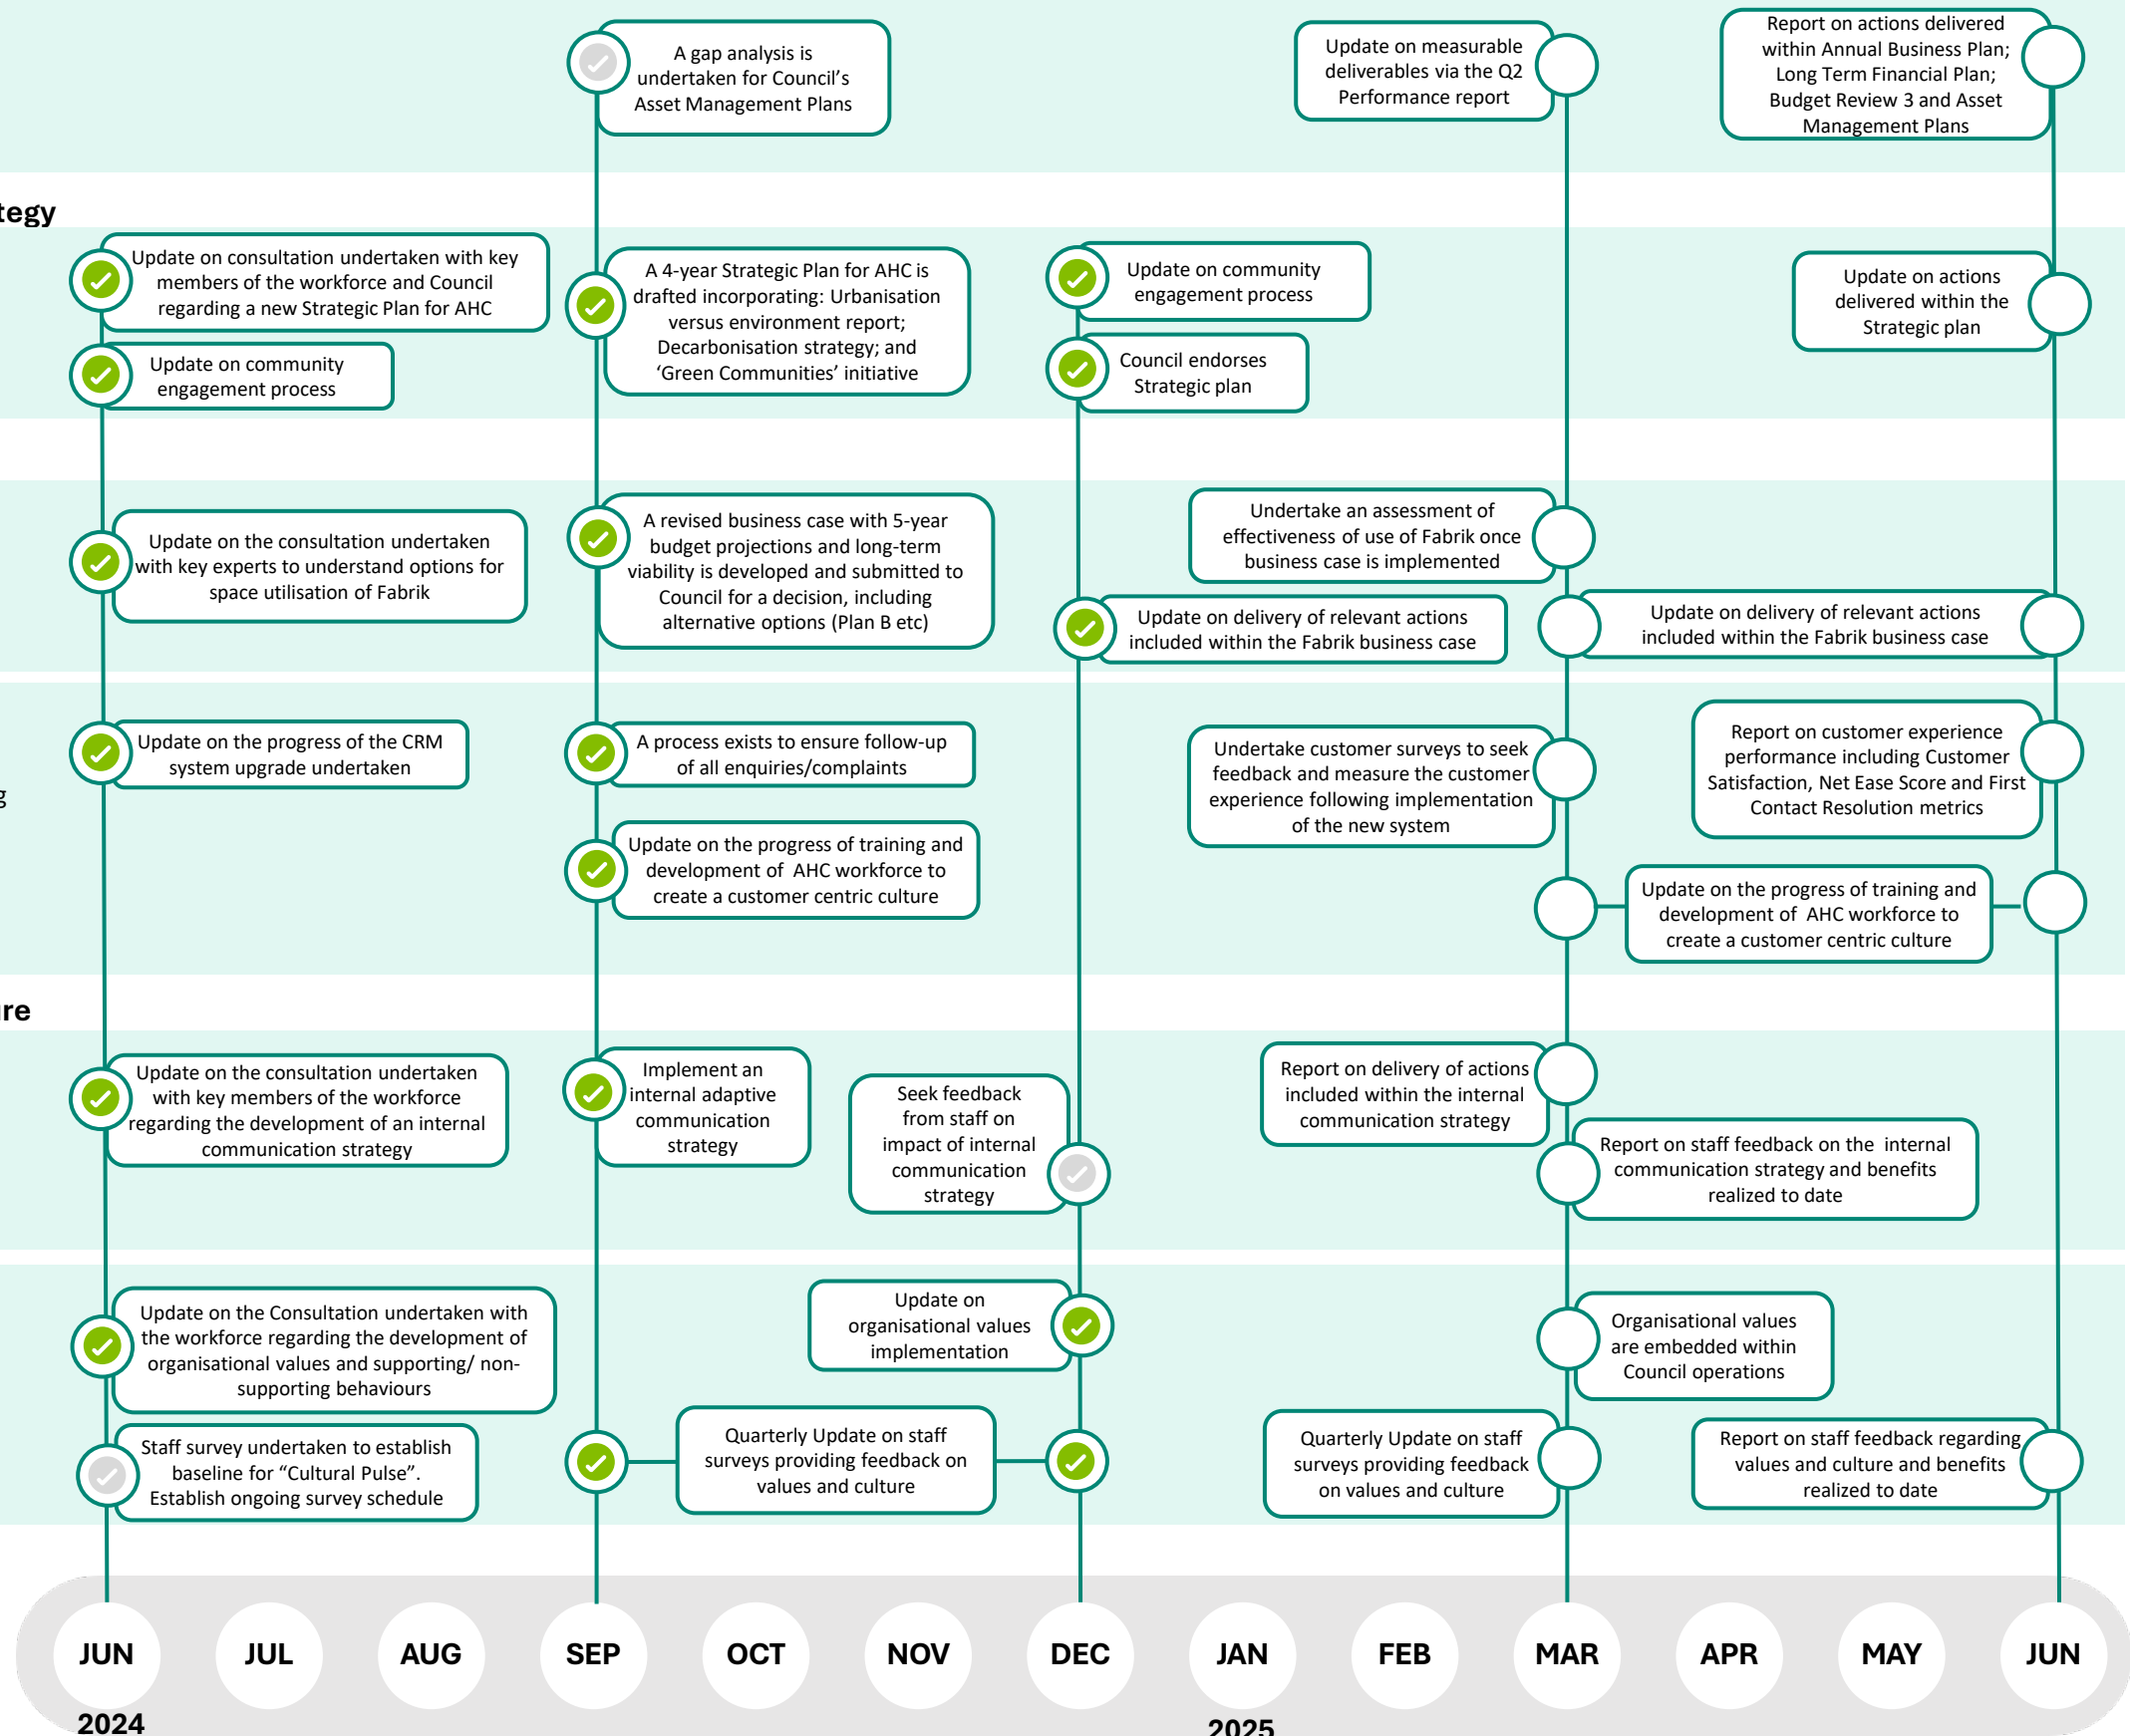 A gap analysis is
undertaken for Council's
Asset Management Plans
Update on measurable
deliverables via the Q2
Performance report
Report on actions delivered
within Annual Business Plan;
Long Term Financial Plan;
Budget Review 3 and Asset
Management Plans
tegy
Update on consultation undertaken with key
members of the workforce and Council
regarding a new Strategic Plan for AHC
Update on community
engagement process
A 4-year Strategic Plan for AHC is
drafted incorporating: Urbanisation
versus environment report;
Decarbonisation strategy; and
‘Green Communities’ initiative
Update on community
engagement process
Council endorses
Strategic plan
Update on actions
delivered within the
Strategic plan
Update on the consultation undertaken
with key experts to understand options for
space utilisation of Fabrik
A revised business case with 5-year
budget projections and long-term
viability is developed and submitted to
Council for a decision, including
alternative options (Plan B etc)
Update on delivery of relevant actions
included within the Fabrik business case
Undertake an assessment of
effectiveness of use of Fabrik once
business case is implemented
Update on delivery of relevant actions
included within the Fabrik business case
g
Update on the progress of the CRM
system upgrade undertaken
A process exists to ensure follow-up
of all enquiries/complaints
Update on the progress of training and
development of AHC workforce to
create a customer centric culture
Undertake customer surveys to seek
feedback and measure the customer
experience following implementation
of the new system
Report on customer experience
performance including Customer
Satisfaction, Net Ease Score and First
Contact Resolution metrics
Update on the progress of training and
development of AHC workforce to
create a customer centric culture
re
Update on the consultation undertaken
with key members of the workforce
regarding the development of an internal
communication strategy
Implement an
internal adaptive
communication
strategy
Seek feedback
from staff on
impact of internal
communication
strategy
Report on delivery of actions
included within the internal
communication strategy
Report on staff feedback on the internal
communication strategy and benefits
realized to date
Update on the Consultation undertaken with
the workforce regarding the development of
organisational values and supporting/ non-
supporting behaviours
Staff survey undertaken to establish
baseline for “Cultural Pulse”.
Establish ongoing survey schedule
Update on
organisational values
implementation
Quarterly Update on staff
surveys providing feedback on
values and culture
Organisational values
are embedded within
Council operations
Quarterly Update on staff
surveys providing feedback
on values and culture
Report on staff feedback regarding
values and culture and benefits
realized to date
JUN JUL AUG SEP OCT NOV DEC JAN FEB MAR APR MAY JUN
2024 2025